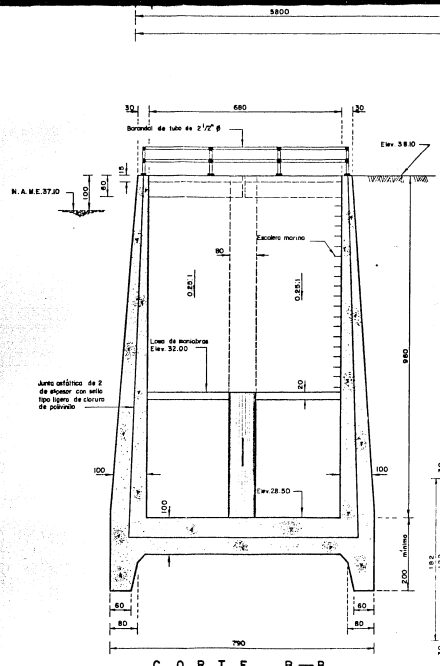 5800
30
680
30
Barandal de tubo de 2 1/2" Ø
Elev. 38.10
15
60
100
N. A. M. E. 37.10
Escalera marina
80
0.25:1
0.25:1
Losa de maniobras
Elev. 32.00
960
20
Junta asfáltica de 2
de espesor con sello
tipo ligero de cloruro
de polivinilo
100
100
100
Elev. 28.50
200
mínimo
182
60
60
80
80
790
CORTE B-B